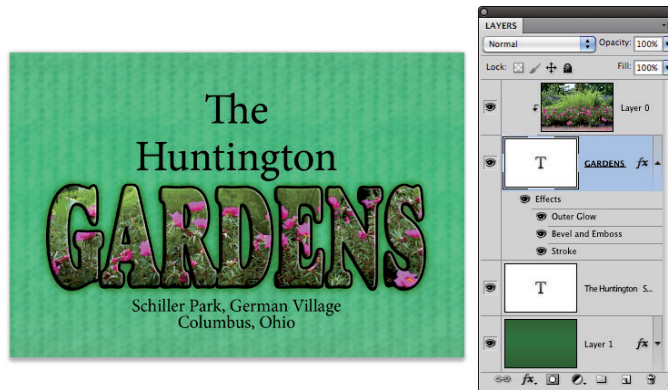 The
Huntington
GARDENS
Schiller Park, German Village
Columbus, Ohio
LAYERS
Normal
Opacity: 100%
Lock:
Fill: 100%
Layer 0
T
GARDENS fx
Effects
Outer Glow
Bevel and Emboss
Stroke
T
The Huntington S...
Layer 1 fx
fx.